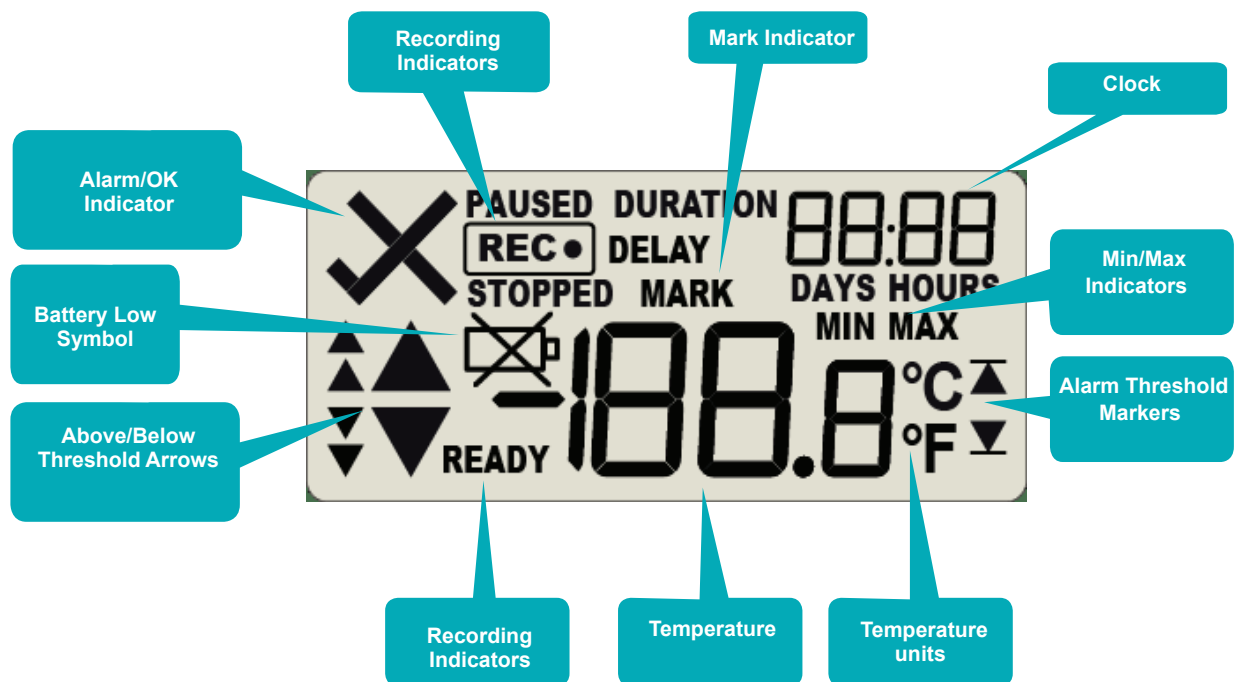 Recording
Indicators
Mark Indicator
Clock
Alarm/OK
Indicator
PAUSED DURATION 88:88
REC● DELAY
STOPPED MARK DAYS HOURS
MIN MAX
Min/Max
Indicators
Battery Low
Symbol
-188.8 °C
°F
READY
Alarm Threshold
Markers
Above/Below
Threshold Arrows
Recording
Indicators
Temperature
Temperature
units